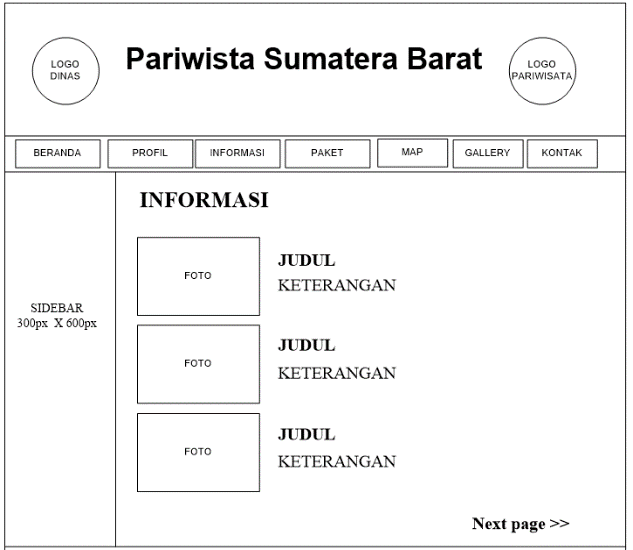 LOGO
DINAS
Pariwista Sumatera Barat
LOGO
PARIWISATA
BERANDA
PROFIL
INFORMASI
PAKET
MAP
GALLERY
KONTAK
SIDEBAR
300px X 600px
INFORMASI
FOTO
JUDUL
KETERANGAN
FOTO
JUDUL
KETERANGAN
FOTO
JUDUL
KETERANGAN
Next page >>